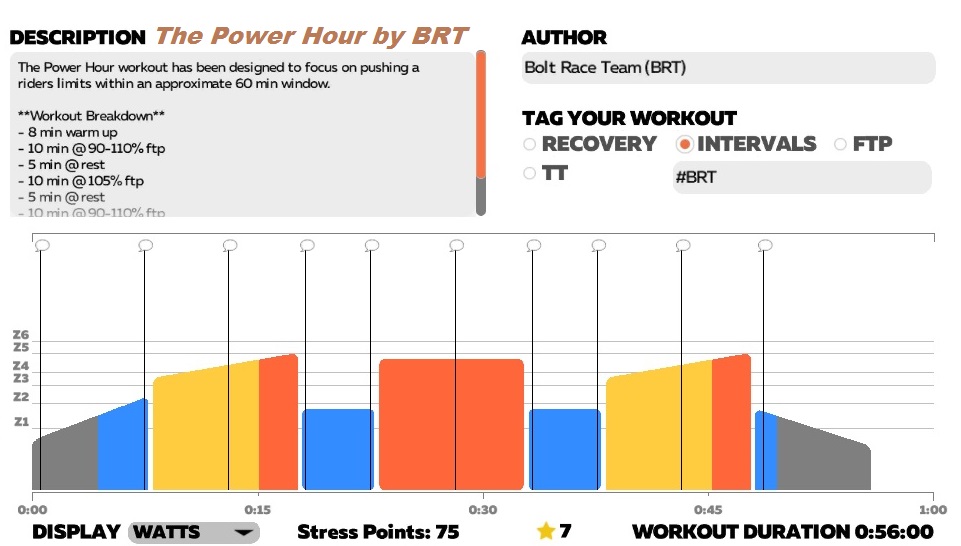 DESCRIPTION The Power Hour by BRT
The Power Hour workout has been designed to focus on pushing a
riders limits within an approximate 60 min window.
**Workout Breakdown**
- 8 min warm up
- 10 min @ 90-110% ftp
- 5 min @ rest
- 10 min @ 105% ftp
- 5 min @ rest
- 10 min @ 90-110% ftp
AUTHOR
Bolt Race Team (BRT)
TAG YOUR WORKOUT
RECOVERY INTERVALS FTP
TT #BRT
Z6
Z5
Z4
Z3
Z2
Z1
0:00 0:15 0:30 0:45 1:00
DISPLAY WATTS Stress Points: 75 7 WORKOUT DURATION 0:56:00